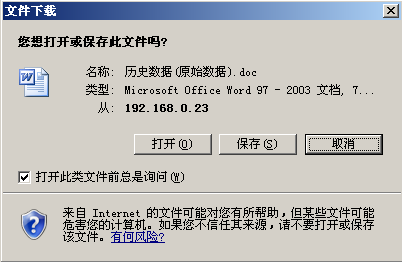 文件下载
您想打开或保存此文件吗?
名称: 历史数据(原始数据).doc
类型: Microsoft Office Word 97 - 2003 文档, 7...
从: 192.168.0.23
打开(O) 保存(S) 取消
打开此类文件前总是询问(W)
来自 Internet 的文件可能对您有所帮助，但某些文件可能
危害您的计算机。如果您不信任其来源，请不要打开或保存
该文件。有何风险?